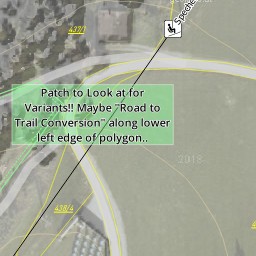 Patch to Look at for
Variants!! Maybe "Road to
Trail Conversion" along lower
left edge of polygon..
2018
438/4